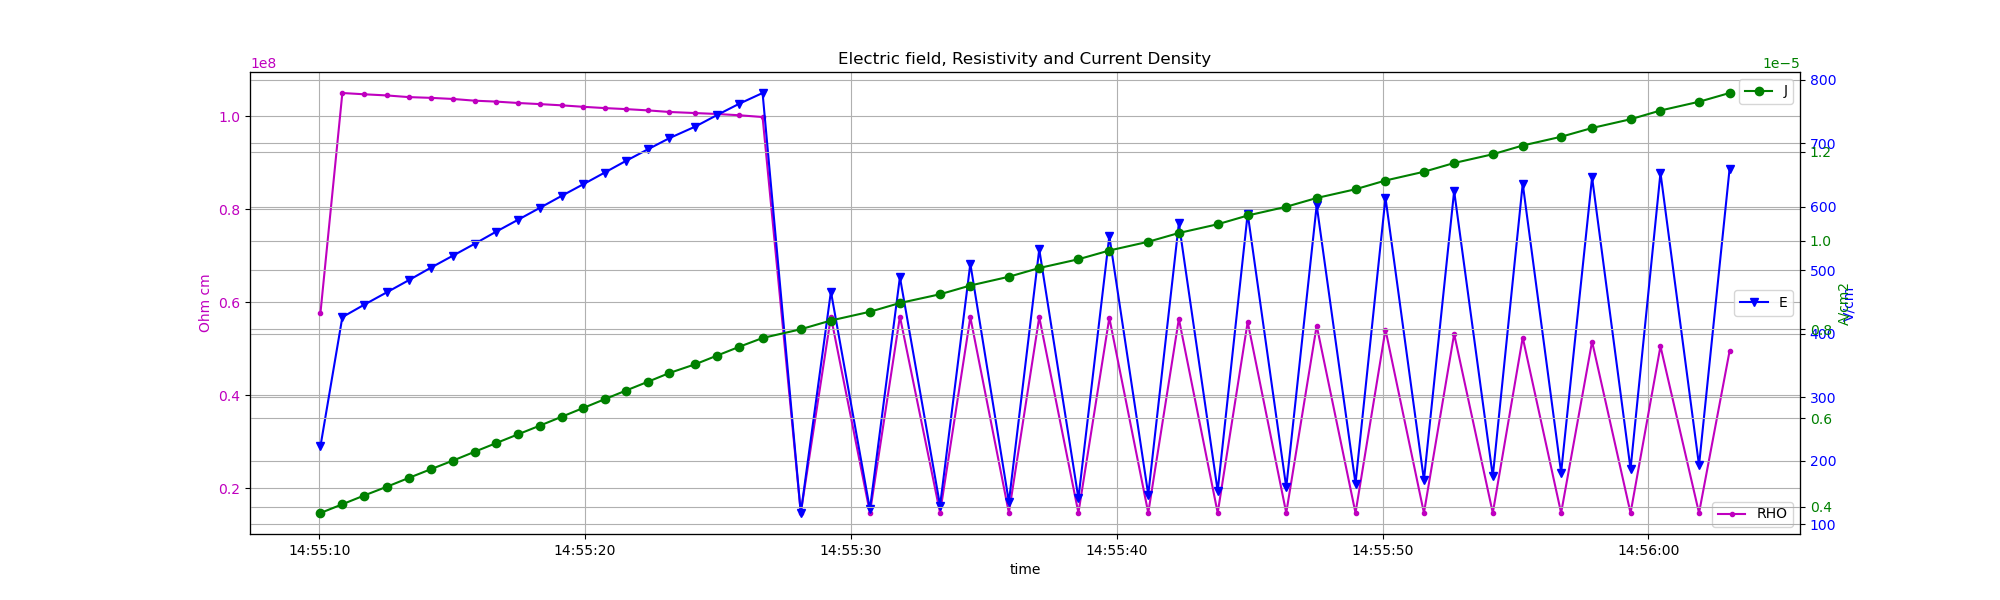 Electric field, Resistivity and Current Density
1e8
1e−5
1.0
0.8
0.6
0.4
0.2
Ohm cm
J
E
RHO
1.2
1.0
0.8
0.6
0.4
A/cm2
800
700
600
500
400
300
200
100
V/cm
14:55:10 14:55:20 14:55:30 14:55:40 14:55:50 14:56:00
time